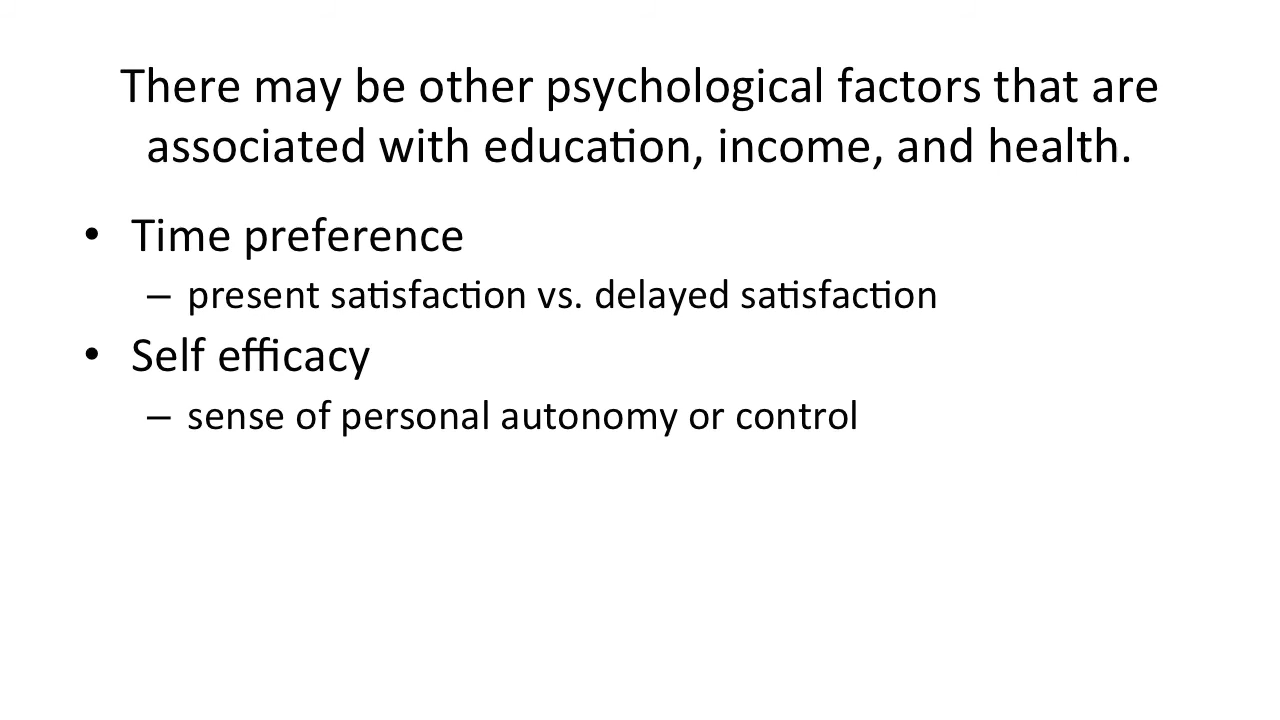 There may be other psychological factors that are
associated with education, income, and health.
• Time preference
– present satisfaction vs. delayed satisfaction
• Self efficacy
– sense of personal autonomy or control